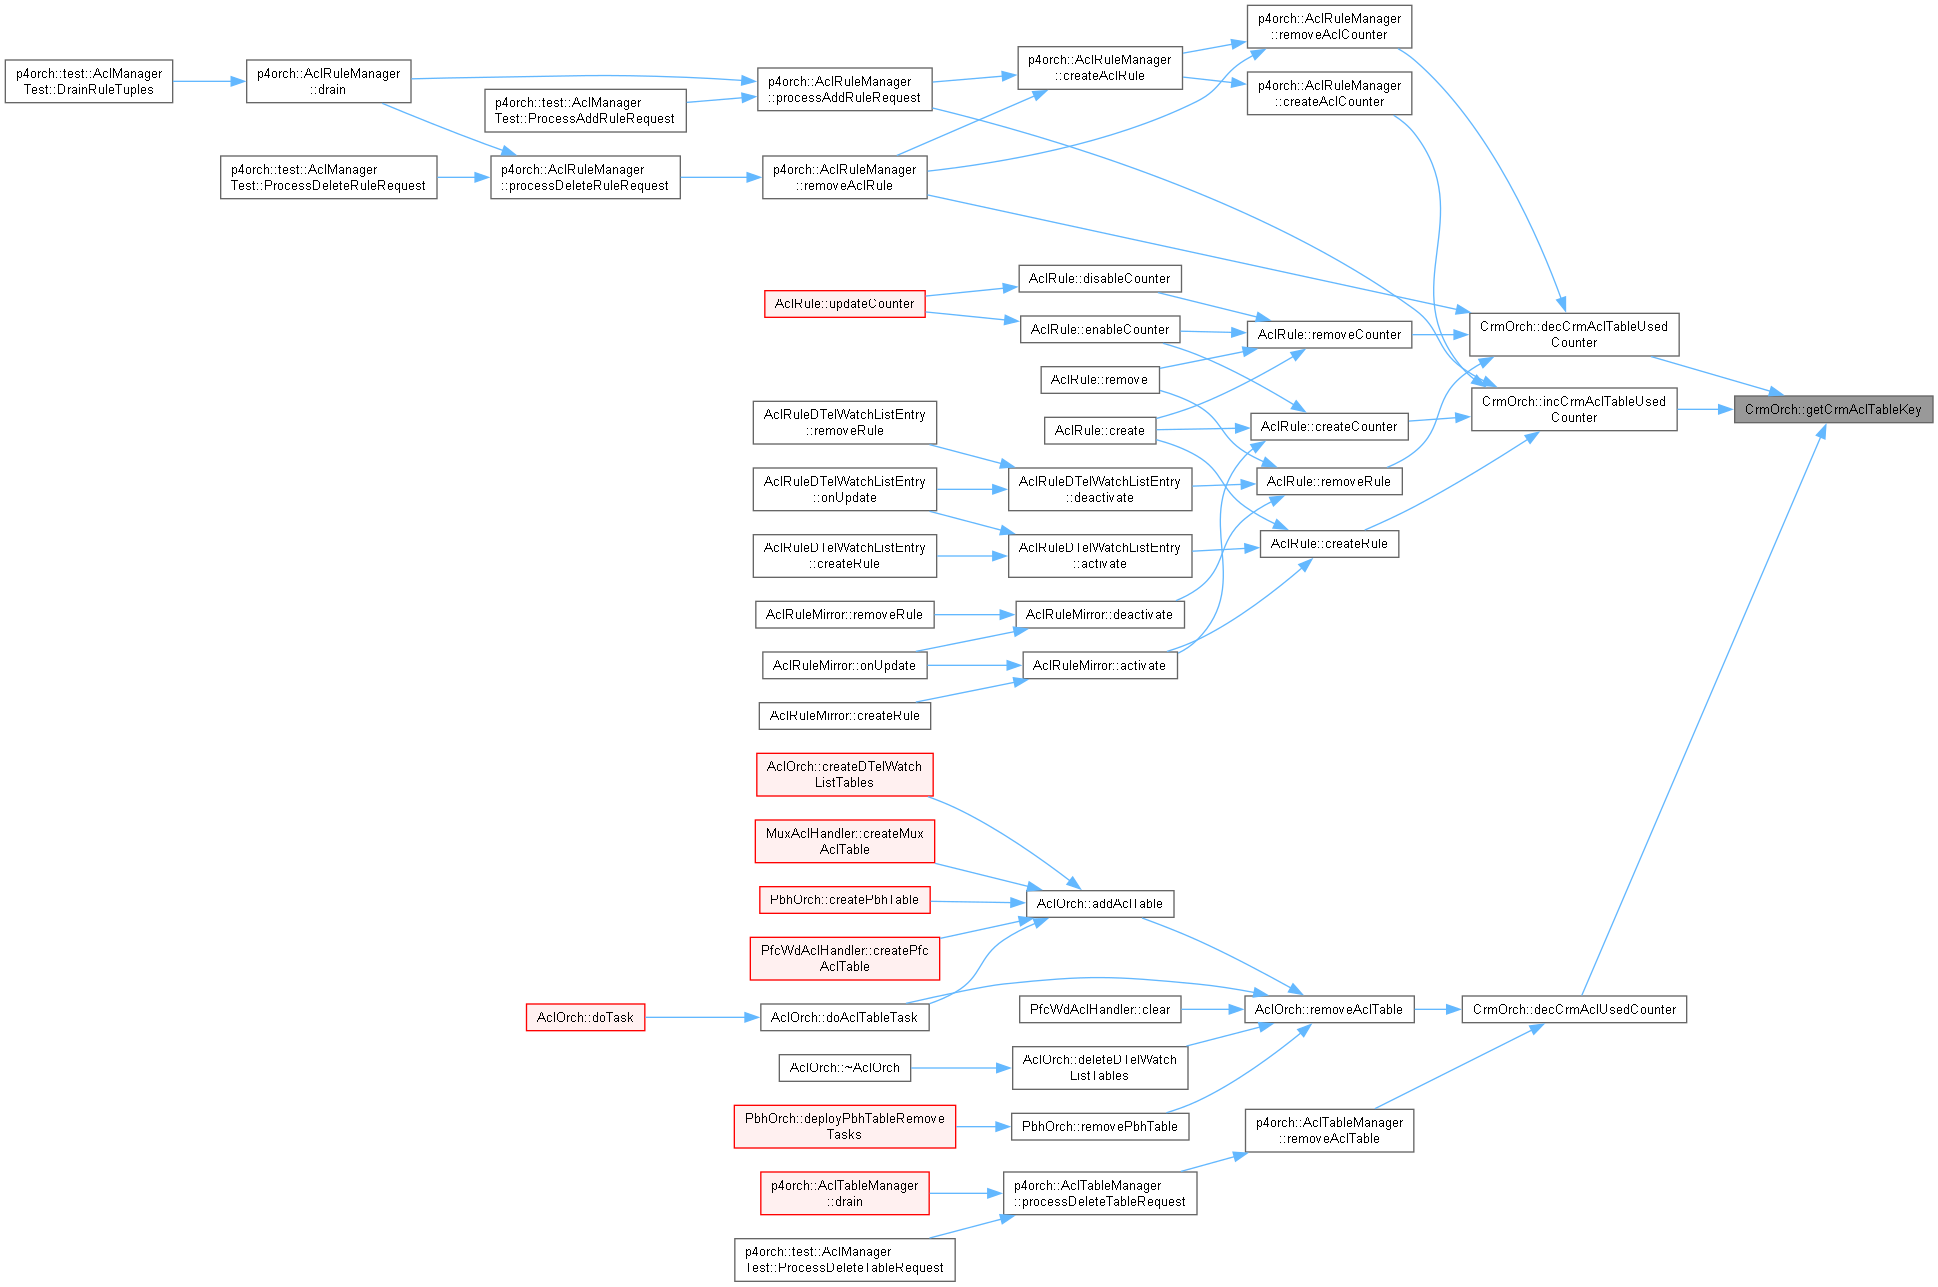 p4orch::test::AclManager
Test::DrainRuleTuples
p4orch::AclRuleManager
::drain
p4orch::test::AclManager
Test::ProcessDeleteRuleRequest
p4orch::test::AclManager
Test::ProcessAddRuleRequest
p4orch::AclRuleManager
::processDeleteRuleRequest
p4orch::AclRuleManager
::processAddRuleRequest
p4orch::AclRuleManager
::removeAclRule
p4orch::AclRuleManager
::createAclRule
p4orch::AclRuleManager
::removeAclCounter
p4orch::AclRuleManager
::createAclCounter
AclRule::updateCounter
AclRule::disableCounter
AclRule::enableCounter
AclRule::removeCounter
AclRule::remove
AclRule::create
AclRule::createCounter
AclRule::removeRule
AclRule::createRule
CrmOrch::decCrmAclTableUsed
Counter
CrmOrch::incCrmAclTableUsed
Counter
CrmOrch::getCrmAclTableKey
AclRuleDTelWatchListEntry
::removeRule
AclRuleDTelWatchListEntry
::onUpdate
AclRuleDTelWatchListEntry
::createRule
AclRuleDTelWatchListEntry
::deactivate
AclRuleDTelWatchListEntry
::activate
AclRuleMirror::removeRule
AclRuleMirror::deactivate
AclRuleMirror::onUpdate
AclRuleMirror::activate
AclRuleMirror::createRule
AclOrch::createDTelWatch
ListTables
MuxAclHandler::createMux
AclTable
PbhOrch::createPbhTable
PfcWdAclHandler::createPfc
AclTable
AclOrch::addAclTable
AclOrch::doTask
AclOrch::doAclTableTask
PfcWdAclHandler::clear
AclOrch::removeAclTable
CrmOrch::decCrmAclUsedCounter
AclOrch::~AclOrch
AclOrch::deleteDTelWatch
ListTables
PbhOrch::deployPbhTableRemove
Tasks
PbhOrch::removePbhTable
p4orch::AclTableManager
::removeAclTable
p4orch::AclTableManager
::drain
p4orch::AclTableManager
::processDeleteTableRequest
p4orch::test::AclManager
Test::ProcessDeleteTableRequest